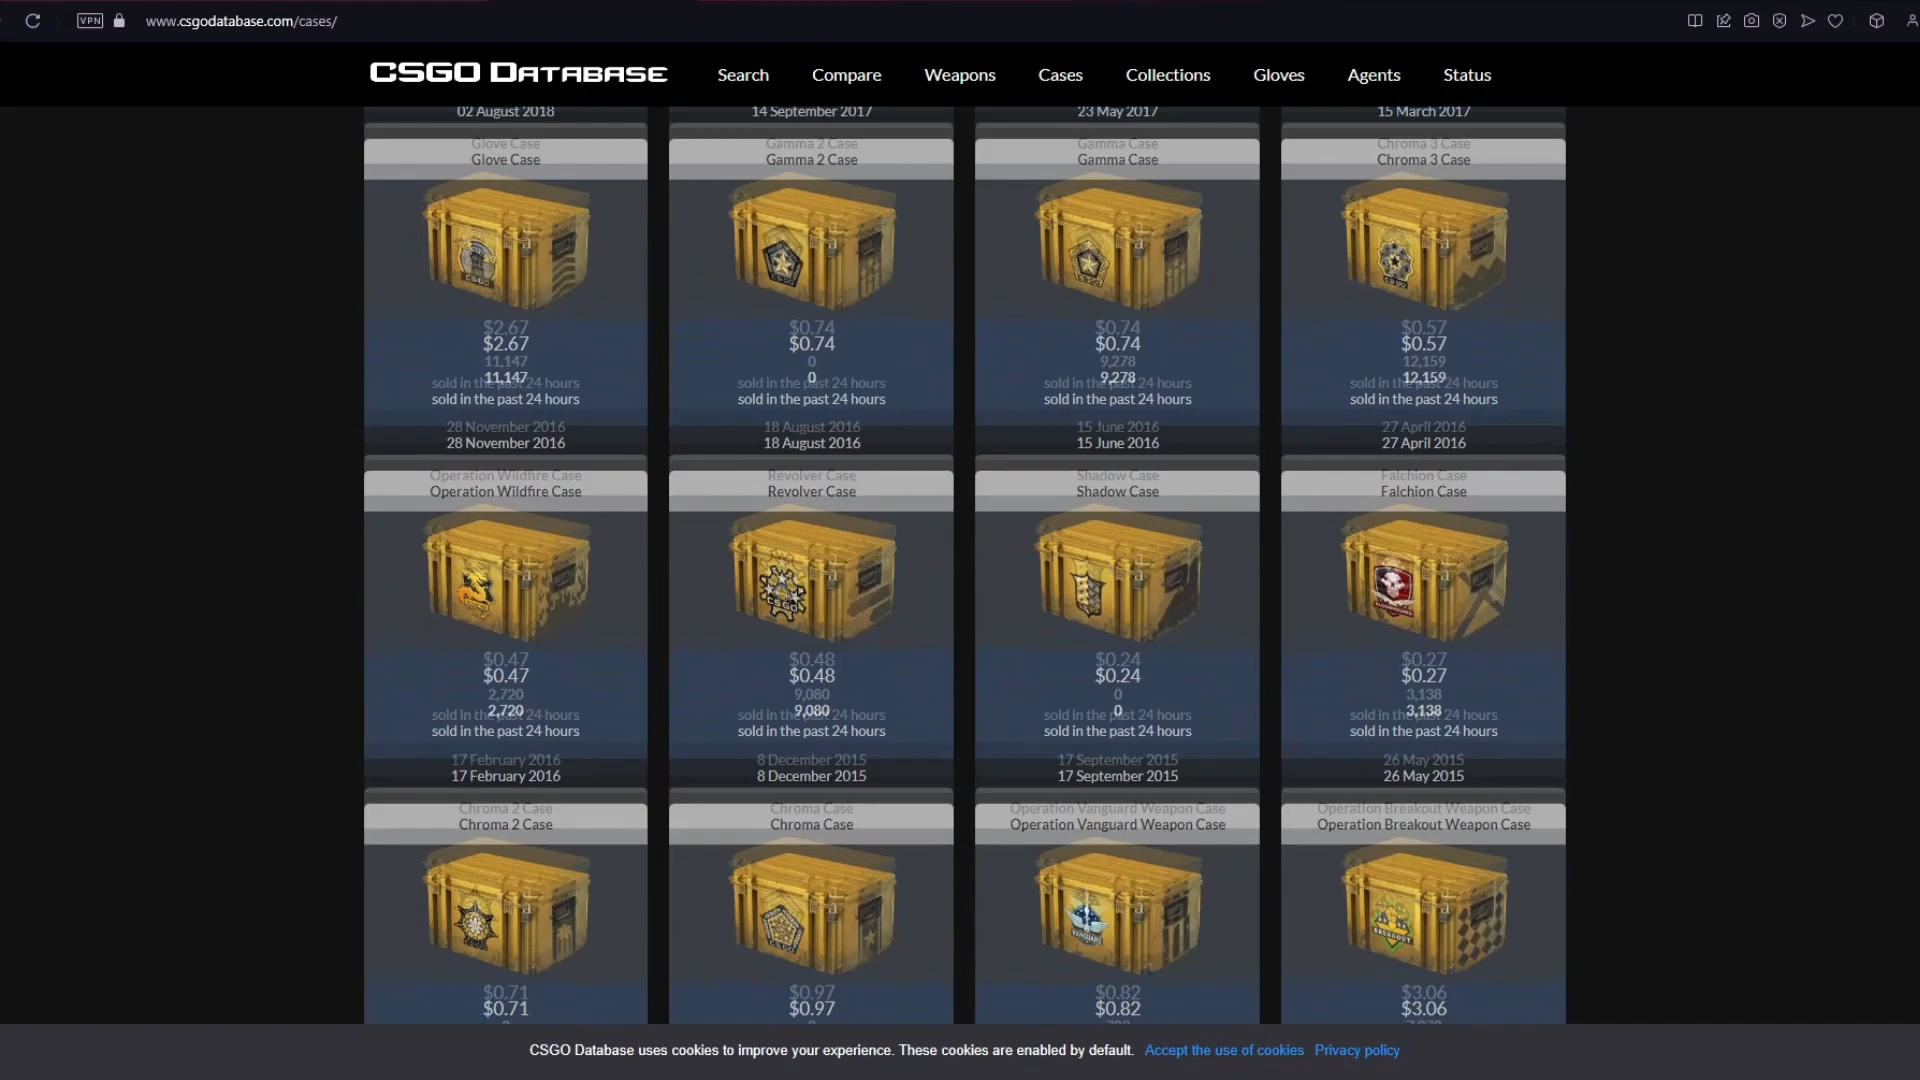 VPN
www.csgodatabase.com/cases/
CSGO DATABASE
Search
Compare
Weapons
Cases
Collections
Gloves
Agents
Status
02 August 2018
14 September 2017
23 May 2017
15 March 2017
Glove Case
Gamma 2 Case
Gamma Case
Chroma 3 Case
$2.67
$0.74
$0.74
$0.57
11,147
0
9,278
12,159
sold in the past 24 hours
sold in the past 24 hours
sold in the past 24 hours
sold in the past 24 hours
28 November 2016
18 August 2016
15 June 2016
27 April 2016
Operation Wildfire Case
Revolver Case
Shadow Case
Falchion Case
CSGO
$0.47
$0.48
$0.24
$0.27
2,720
9,080
0
3,138
sold in the past 24 hours
sold in the past 24 hours
sold in the past 24 hours
sold in the past 24 hours
17 February 2016
8 December 2015
17 September 2015
26 May 2015
Chroma 2 Case
Chroma Case
Operation Vanguard Weapon Case
Operation Breakout Weapon Case
VANGUARD
BREAKOUT
$0.71
$0.97
$0.82
$3.06
CSGO Database uses cookies to improve your experience. These cookies are enabled by default. Accept the use of cookies Privacy policy